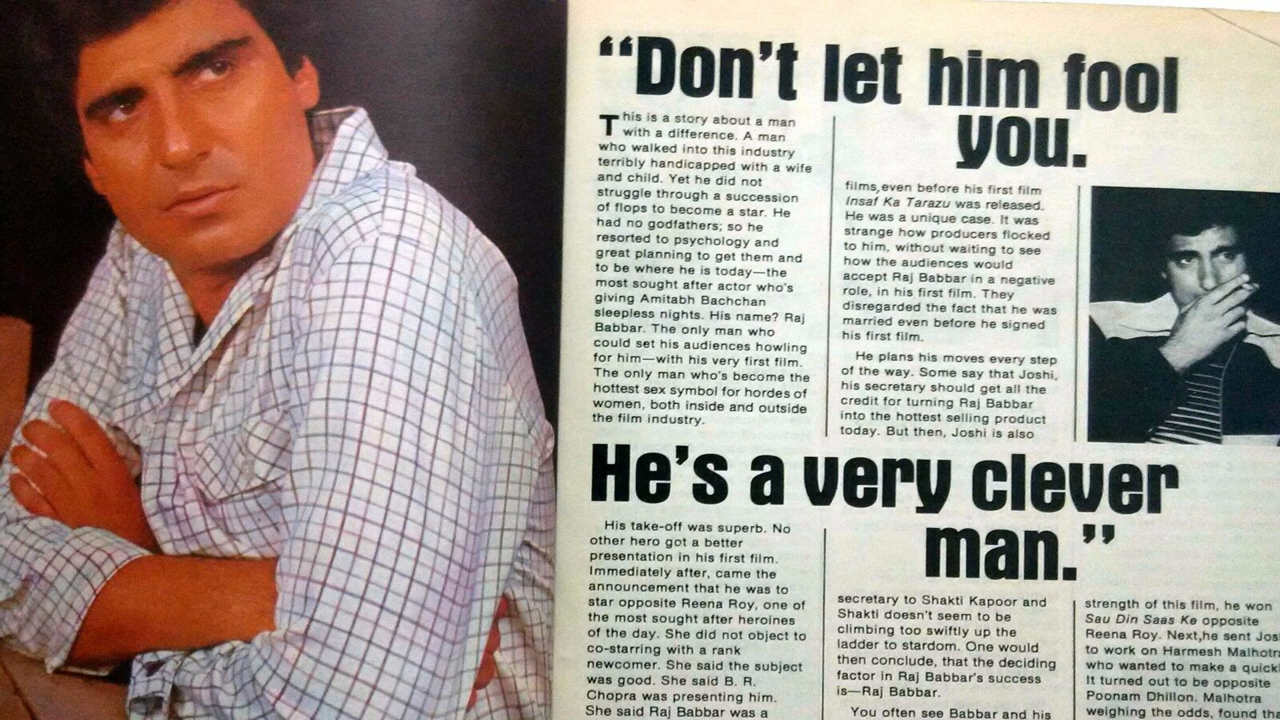 “Don’t let him fool
you.
This is a story about a man
with a difference. A man
who walked into this industry
terribly handicapped with a wife
and child. Yet he did not
struggle through a succession
of flops to become a star. He
had no godfathers; so he
resorted to psychology and
great planning to get them and
to be where he is today—the
most sought after actor who’s
giving Amitabh Bachchan
sleepless nights. His name? Raj
Babbar. The only man who
could set his audiences howling
for him—with his very first film.
The only man who’s become the
hottest sex symbol for hordes of
women, both inside and outside
the film industry.
films,even before his first film
Insaf Ka Tarazu was released.
He was a unique case. It was
strange how producers flocked
to him, without waiting to see
how the audiences would
accept Raj Babbar in a negative
role, in his first film. They
disregarded the fact that he was
married even before he signed
his first film.
He plans his moves every step
of the way. Some say that Joshi,
his secretary should get all the
credit for turning Raj Babbar
into the hottest selling product
today. But then, Joshi is also
He’s a very clever
man.”
His take-off was superb. No
other hero got a better
presentation in his first film.
Immediately after, came the
announcement that he was to
star opposite Reena Roy, one of
the most sought after heroines
of the day. She did not object to
co-starring with a rank
newcomer. She said the subject
was good. She said B. R.
Chopra was presenting him.
She said Raj Babbar was a
secretary to Shakti Kapoor and
Shakti doesn’t seem to be
climbing too swiftly up the
ladder to stardom. One would
then conclude, that the deciding
factor in Raj Babbar’s success
is—Raj Babbar.
You often see Babbar and his
strength of this film, he won
Sau Din Saas Ke opposite
Reena Roy. Next,he sent Jos
to work on Harmesh Malhotr
who wanted to make a quick
It turned out to be opposite
Poonam Dhillon. Malhotra
weighing the odds, found tha